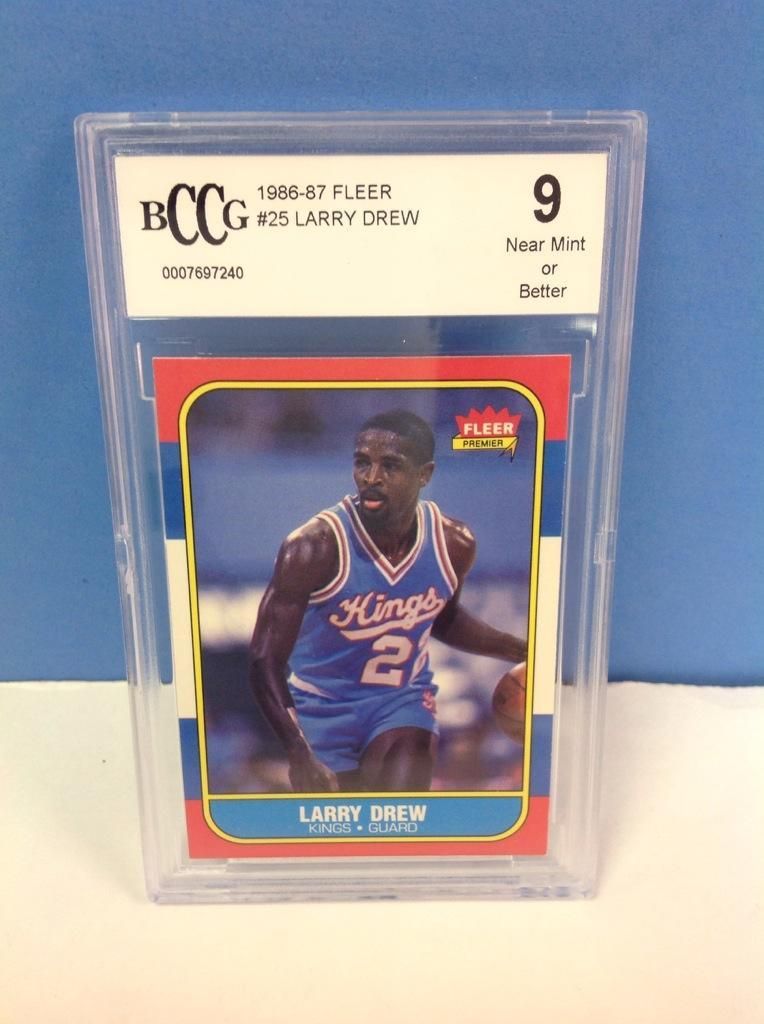 BCCG
1986-87 FLEER
#25 LARRY DREW
0007697240
9
Near Mint
or
Better
FLEER
PREMIER
Kings
22
LARRY DREW
KINGS • GUARD